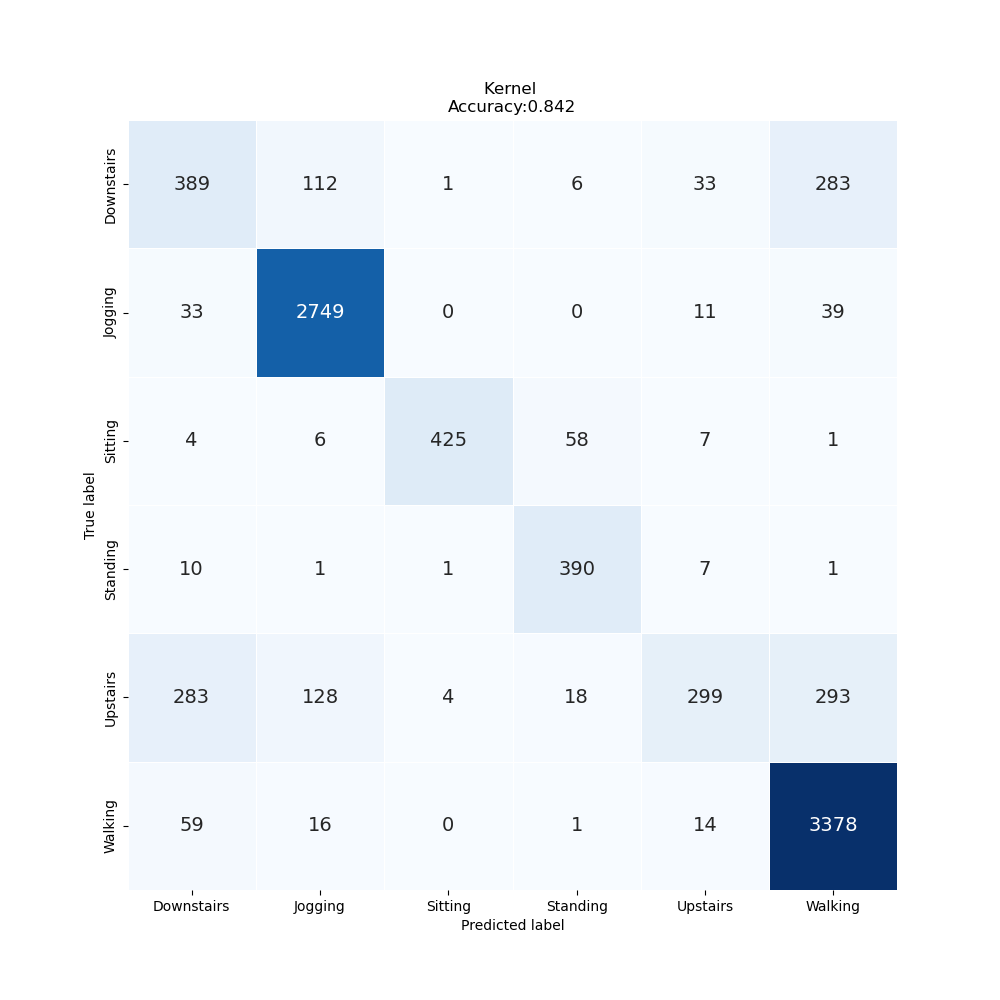 Kernel
Accuracy:0.842
Downstairs 389 112 1 6 33 283
Jogging 33 2749 0 0 11 39
Sitting 4 6 425 58 7 1
True label
Standing 10 1 1 390 7 1
Upstairs 283 128 4 18 299 293
Walking 59 16 0 1 14 3378
Downstairs Jogging Sitting Standing Upstairs Walking
Predicted label